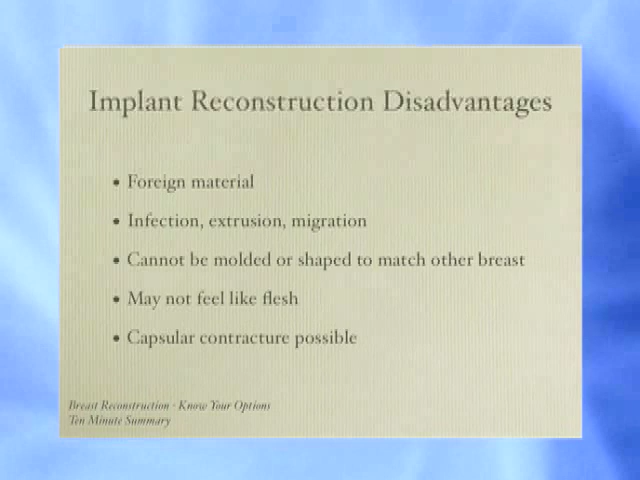 Implant Reconstruction Disadvantages
• Foreign material
• Infection, extrusion, migration
• Cannot be molded or shaped to match other breast
• May not feel like flesh
• Capsular contracture possible
Breast Reconstruction · Know Your Options
Ten Minute Summary